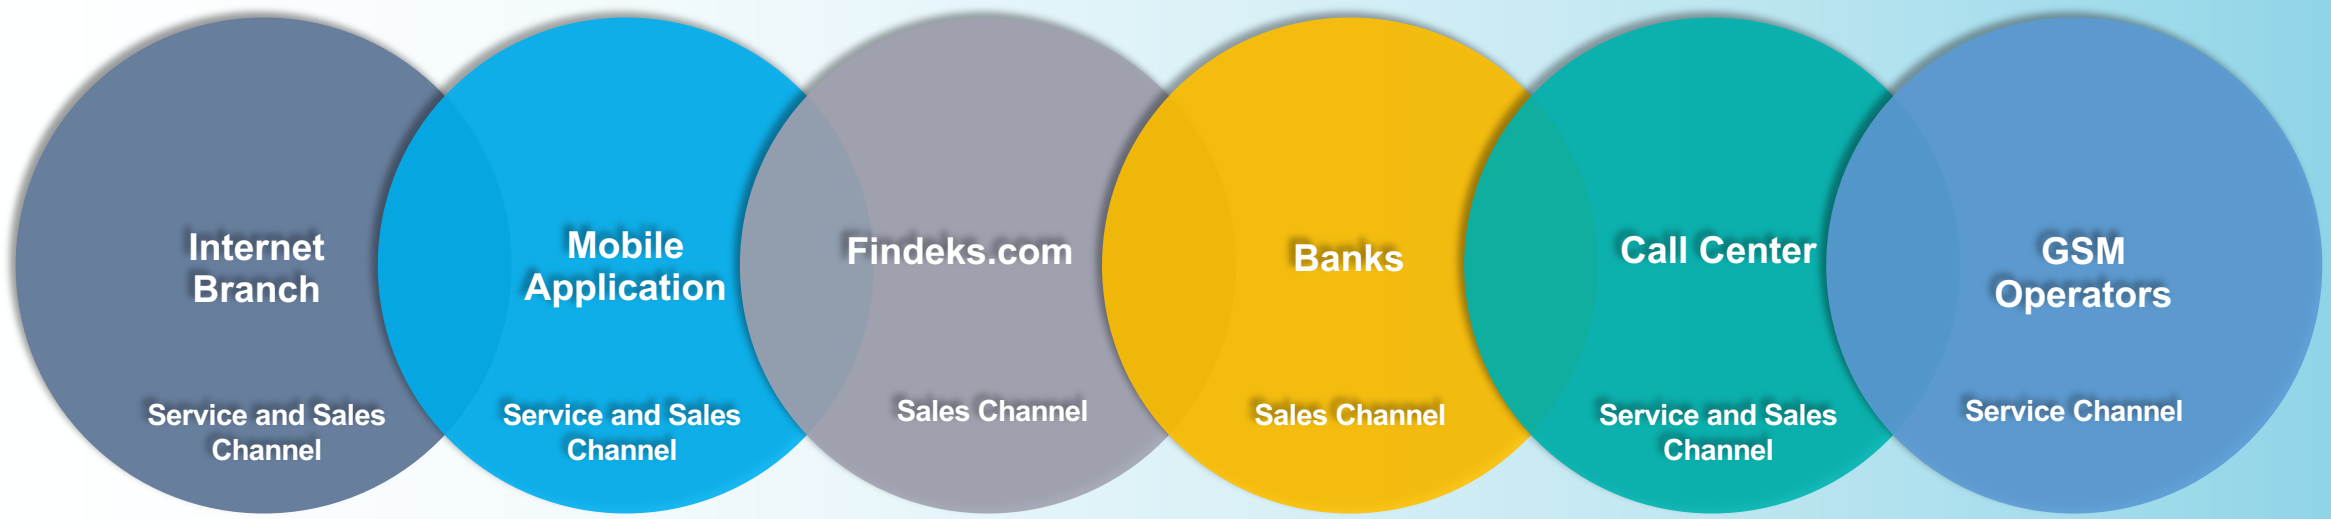 Internet
Branch
Service and Sales
Channel
Mobile
Application
Service and Sales
Channel
Findeks.com
Sales Channel
Banks
Sales Channel
Call Center
Service and Sales
Channel
GSM
Operators
Service Channel